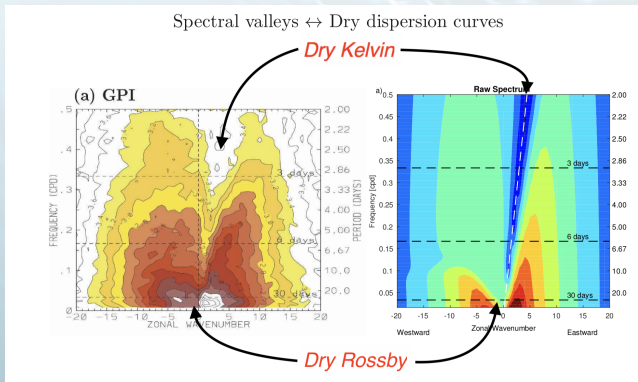 Spectral valleys ↔ Dry dispersion curves
Dry Kelvin
(a) GPI
.5
.4
.3
.2
.1
0
FREQUENCY (CPD)
-20 -15 -10 -5 0 5 10 15 20
ZONAL WAVENUMBER
2.00
2.22
2.50
2.86
3.33
4.00
5.00
6.67
10.0
20.0
PERIOD (DAYS)
3 days
6 days
30 days
a)
Raw Spectrum
0.5
0.45
0.4
0.35
0.3
0.25
0.2
0.15
0.1
0.05
Frequency [cpd]
2.00
2.22
2.50
2.86
3.33
4.00
5.00
6.67
10.0
20.0
3 days
6 days
30 days
-20 -15 -10 -5 0 5 10 15 20
Westward Zonal Wavenumber Eastward
Dry Rossby